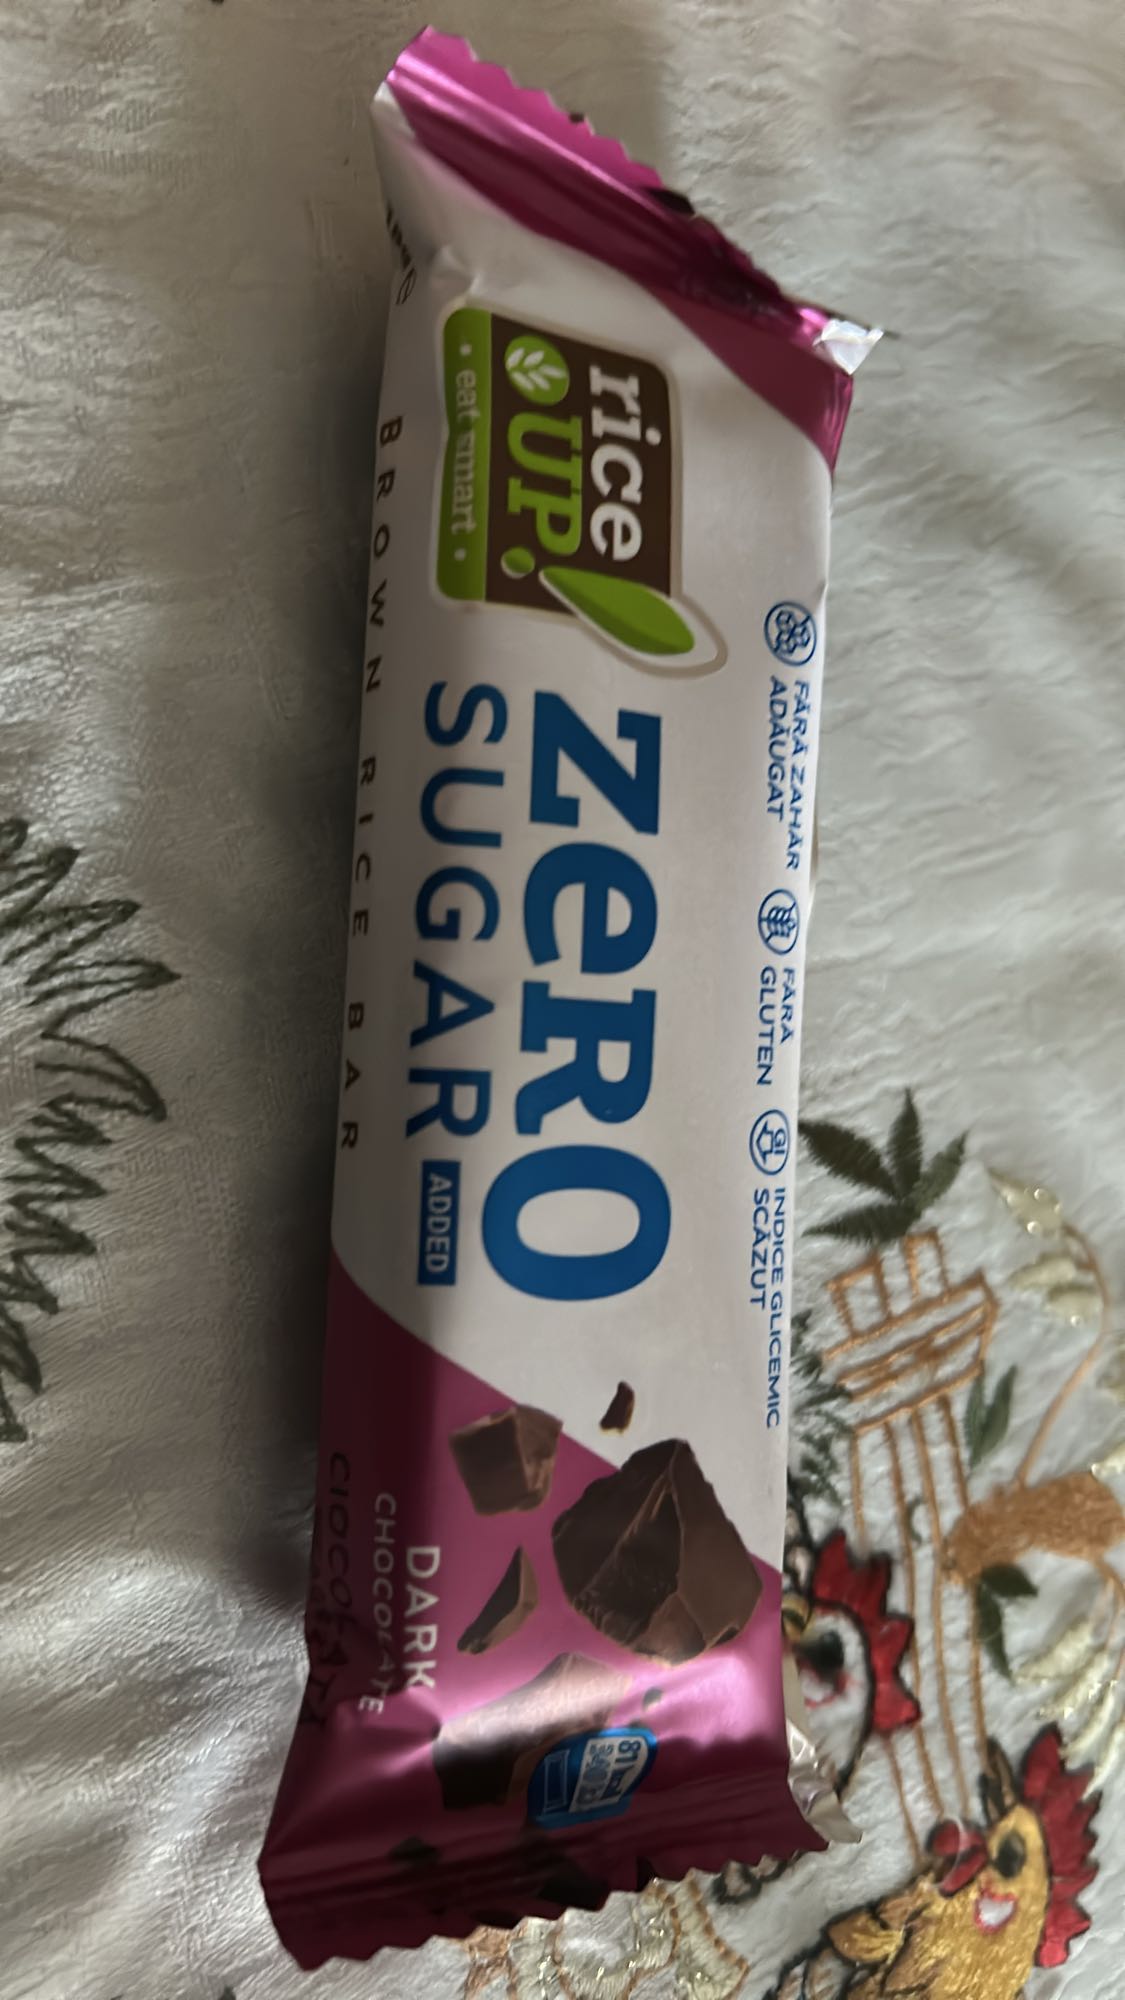 rice
UP!
• eat smart •
FĂRĂ ZAHĂR
ADĂUGAT
FĂRĂ
GLUTEN
GI
INDICE GLICEMIC
SCĂZUT
ZeRO
SUGAR ADDED
BROWN RICE BAR
DARK
CHOCOLATE